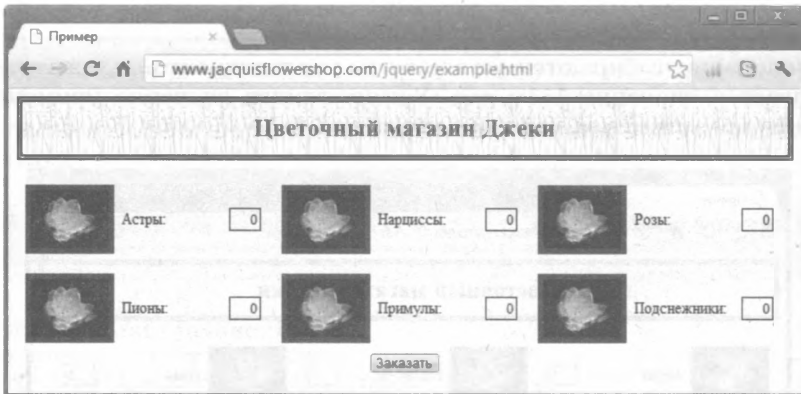 Пример
www.jacquisflowershop.com/jquery/example.html
Цветочный магазин Джеки
Астры: 0 Нарциссы: 0 Розы: 0
Пионы: 0 Примулы: 0 Подснежники: 0
Заказать